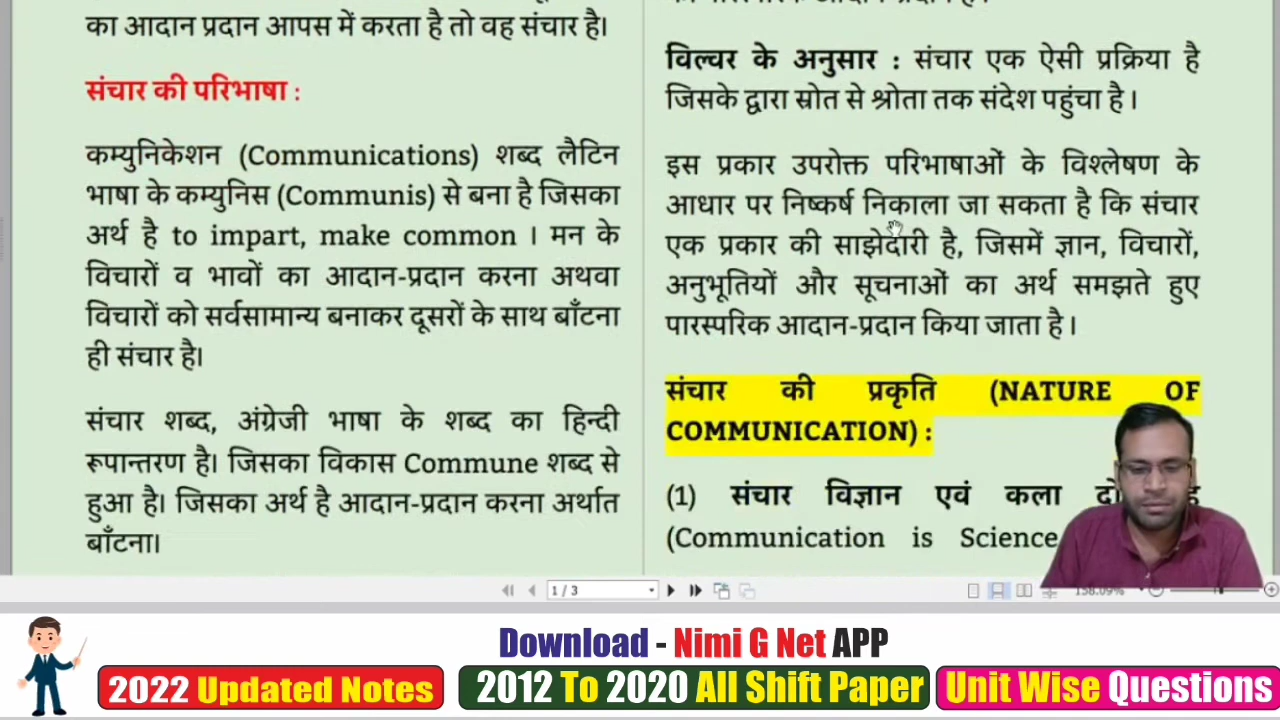 का आदान प्रदान आपस में करता है तो वह संचार है।
संचार की परिभाषा :
कम्युनिकेशन (Communications) शब्द लैटिन
भाषा के कम्युनिस (Communis) से बना है जिसका
अर्थ है to impart, make common । मन के
विचारों व भावों का आदान-प्रदान करना अथवा
विचारों को सर्वसामान्य बनाकर दूसरों के साथ बाँटना
ही संचार है।
संचार शब्द, अंग्रेजी भाषा के शब्द का हिन्दी
रूपान्तरण है। जिसका विकास Commune शब्द से
हुआ है। जिसका अर्थ है आदान-प्रदान करना अर्थात
बाँटना।
विल्वर के अनुसार : संचार एक ऐसी प्रक्रिया है
जिसके द्वारा स्रोत से श्रोता तक संदेश पहुंचा है ।
इस प्रकार उपरोक्त परिभाषाओं के विश्लेषण के
आधार पर निष्कर्ष निकाला जा सकता है कि संचार
एक प्रकार की साझेदारी है, जिसमें ज्ञान, विचारों,
अनुभूतियों और सूचनाओं का अर्थ समझते हुए
पारस्परिक आदान-प्रदान किया जाता है ।
संचार की प्रकृति (NATURE OF
COMMUNICATION) :
(1) संचार विज्ञान एवं कला
(Communication is Science
1 / 3
158.09%
Download - Nimi G Net APP
2022 Updated Notes
2012 To 2020 All Shift Paper
Unit Wise Questions